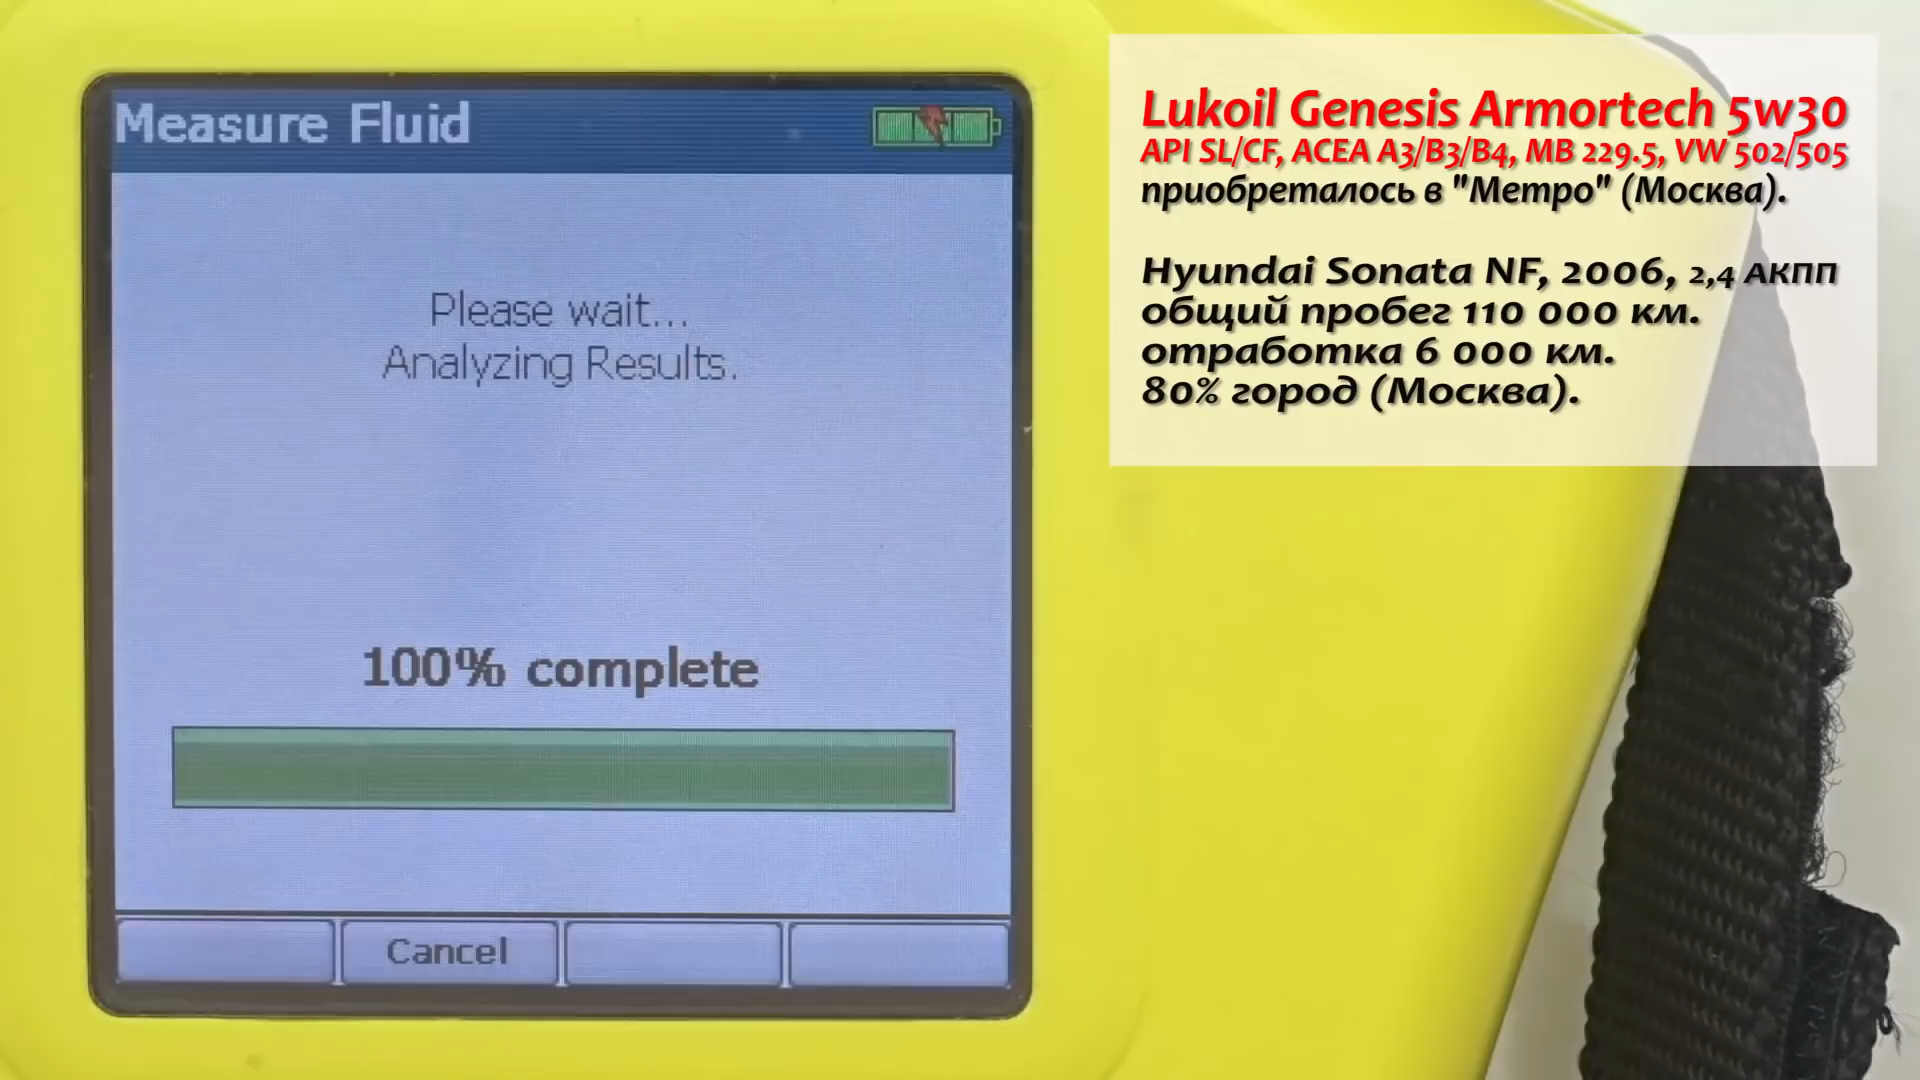 Measure Fluid
Please wait...
Analyzing Results.
100% complete
Cancel
Lukoil Genesis Armortech 5w30
API SL/CF, ACEA A3/B3/B4, MB 229.5, VW 502/505
приобреталось в "Метро" (Москва).
Hyundai Sonata NF, 2006, 2,4 АКПП
общий пробег 110 000 км.
отработка 6 000 км.
80% город (Москва).